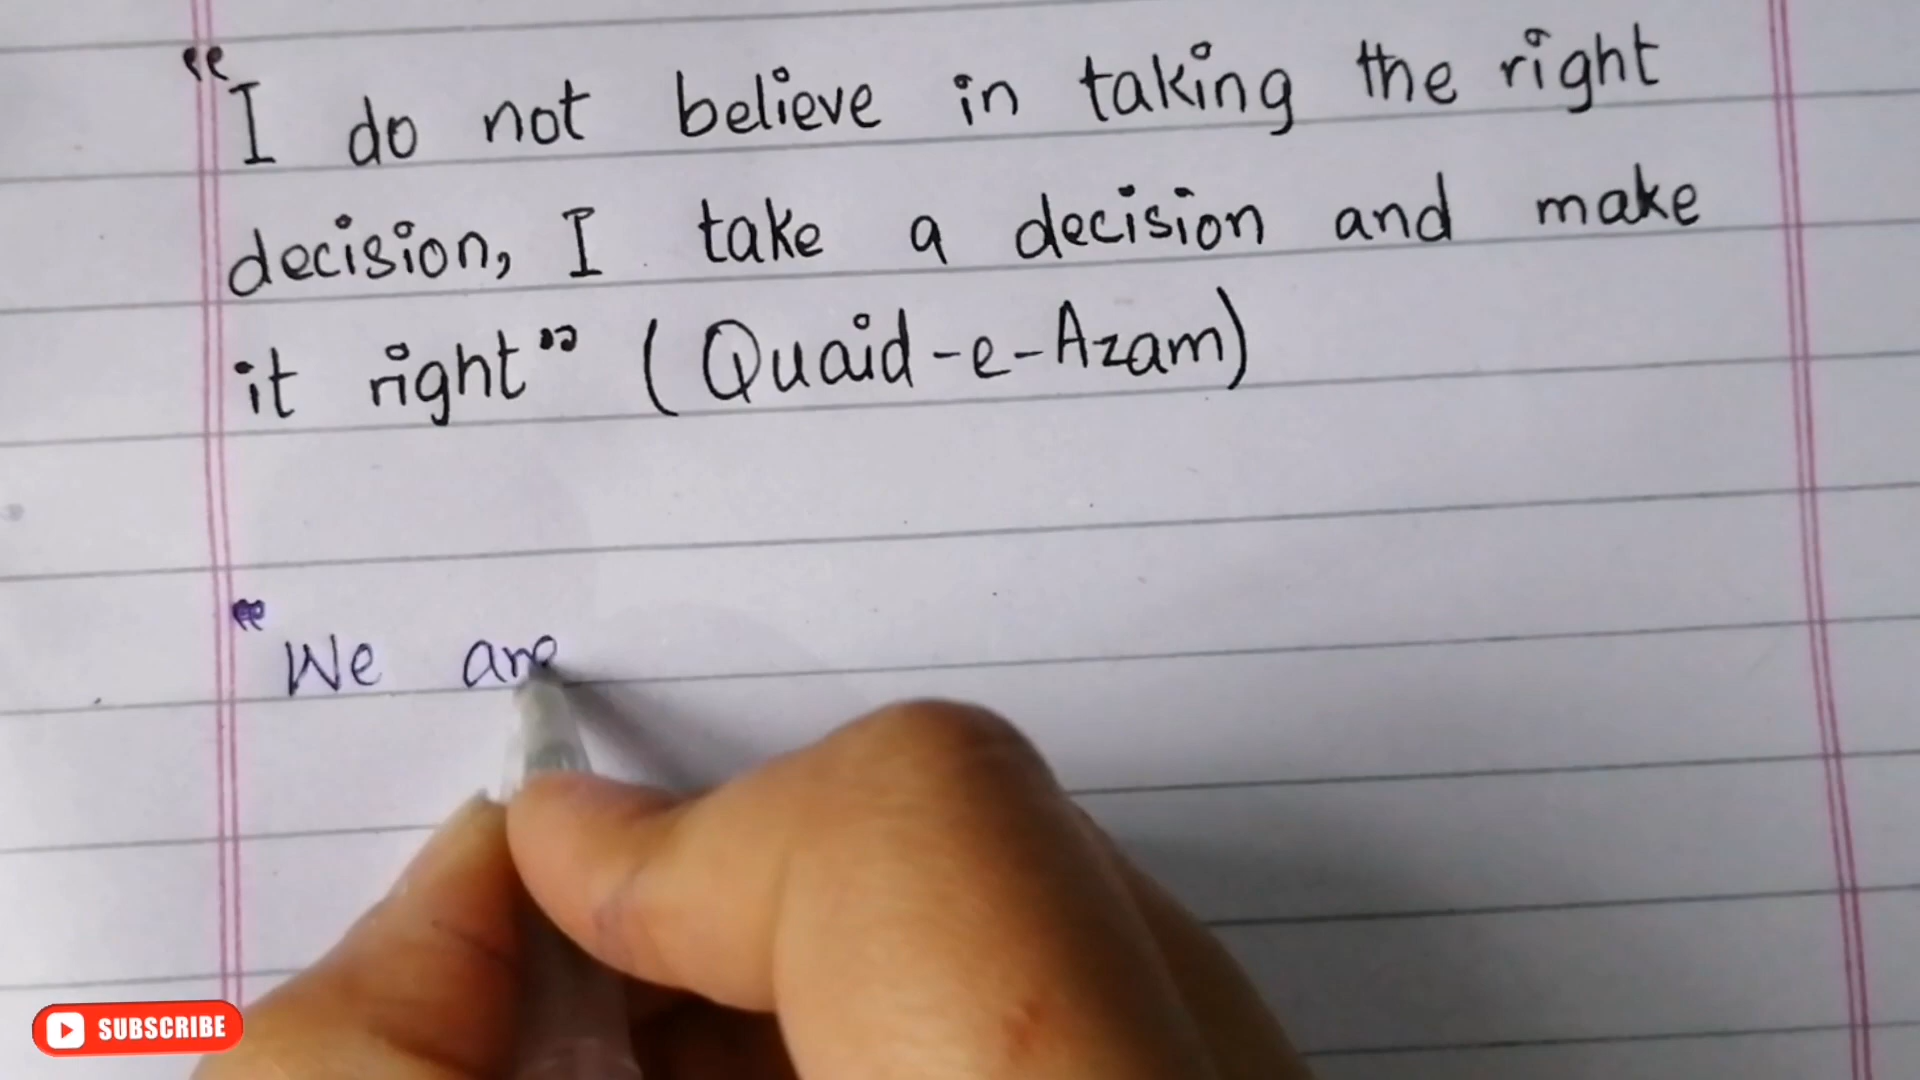 “I do not believe in taking the right
decision, I take a decision and make
it right” (Quaid-e-Azam)
“We are
SUBSCRIBE